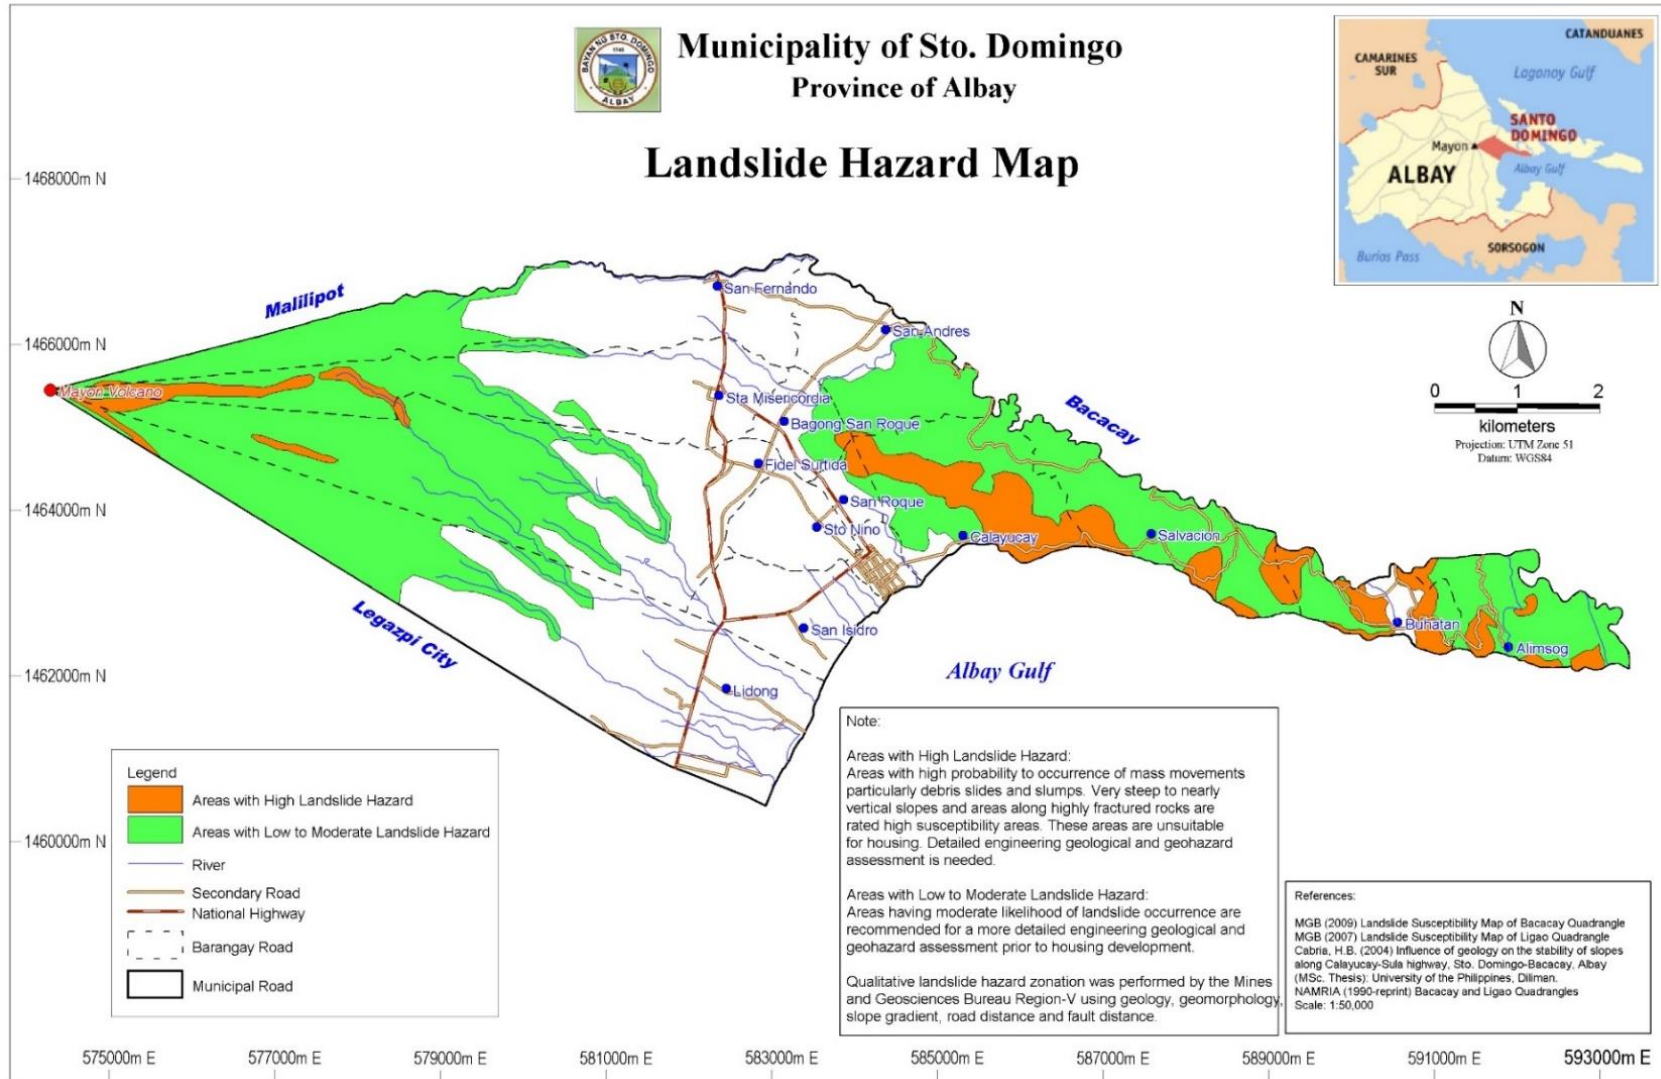 Municipality of Sto. Domingo
Province of Albay
Landslide Hazard Map
BAYAN NG STO. DOMINGO
ALBAY
CATANDUANES
CAMARINES
SUR
Lagonoy Gulf
SANTO
DOMINGO
Mayon
Albay Gulf
ALBAY
SORSOGON
Burias Pass
N
0 1 2
kilometers
Projection: UTM Zone 51
Datum: WGS84
1468000m N
1466000m N
1464000m N
1462000m N
1460000m N
Malilipot
San Fernando
San Andres
Mayon Volcano
Sta Misericordia
Bacacay
Bagong San Roque
Fidel Surtida
San Roque
Sto Nino
Calayucay
Salvacion
Legazpi City
San Isidro
Buhatan
Alimsog
Lidong
Albay Gulf
Legend
Areas with High Landslide Hazard
Areas with Low to Moderate Landslide Hazard
River
Secondary Road
National Highway
Barangay Road
Municipal Road
Note:
Areas with High Landslide Hazard:
Areas with high probability to occurrence of mass movements
particularly debris slides and slumps. Very steep to nearly
vertical slopes and areas along highly fractured rocks are
rated high susceptibility areas. These areas are unsuitable
for housing. Detailed engineering geological and geohazard
assessment is needed.
Areas with Low to Moderate Landslide Hazard:
Areas having moderate likelihood of landslide occurrence are
recommended for a more detailed engineering geological and
geohazard assessment prior to housing development.
Qualitative landslide hazard zonation was performed by the Mines
and Geosciences Bureau Region-V using geology, geomorphology,
slope gradient, road distance and fault distance.
References:
MGB (2009) Landslide Susceptibility Map of Bacacay Quadrangle
MGB (2007) Landslide Susceptibility Map of Ligao Quadrangle
Cabria, H.B. (2004) Influence of geology on the stability of slopes
along Calayucay-Sula highway, Sto. Domingo-Bacacay, Albay
(MSc. Thesis): University of the Philippines, Diliman.
NAMRIA (1990-reprint) Bacacay and Ligao Quadrangles
Scale: 1:50,000
575000m E 577000m E 579000m E 581000m E 583000m E 585000m E 587000m E 589000m E 591000m E 593000m E